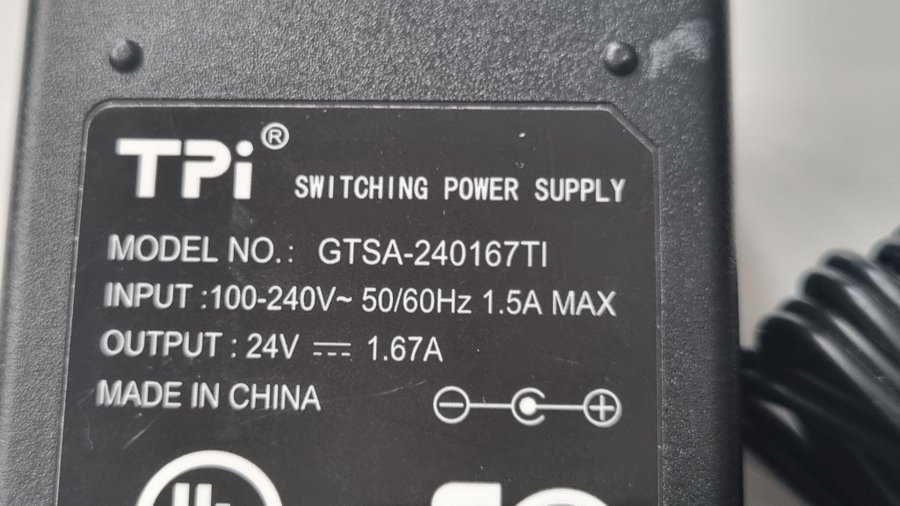 TPi® SWITCHING POWER SUPPLY
MODEL NO.: GTSA-240167TI
INPUT :100-240V~ 50/60Hz 1.5A MAX
OUTPUT : 24V ⎓ 1.67A
MADE IN CHINA